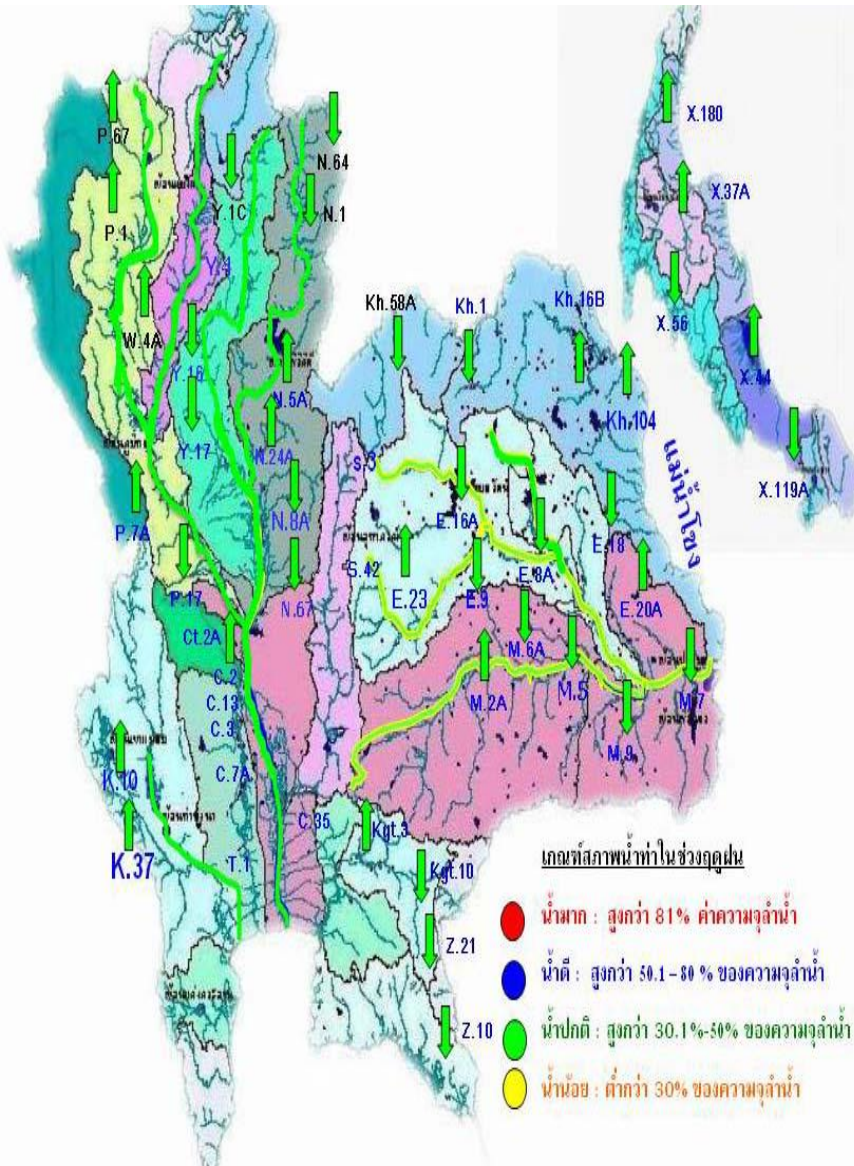 P.67
N.64
X.180
Y.1C
N.1
X.37A
P.1
Y.4
W.4A
Kh.58A
Kh.1
Kh.16B
X.56
X.44
Y.16
N.5A
Kh.104
Y.17
N.24A
S.3
แม่น้ำโขง
X.119A
P.7A
N.8A
E.16A
E.18
S.42
E.8A
P.17
N.67
E.23
E.9
E.20A
Ct.2A
M.6A
C.2
M.2A
M.5
M.7
C.13
C.3
M.9
K.10
C.7A
C.35
Kgt.3
K.37
T.1
Kgt.10
Z.21
Z.10
เกณฑ์สภาพน้ำท่าในช่วงฤดูฝน
น้ำมาก : สูงกว่า 81% ค่าความจุลำน้ำ
น้ำดี : สูงกว่า 50.1 - 80 % ของความจุลำน้ำ
น้ำปกติ : สูงกว่า 30.1%-50% ของความจุลำน้ำ
น้ำน้อย : ต่ำกว่า 30% ของความจุลำน้ำ